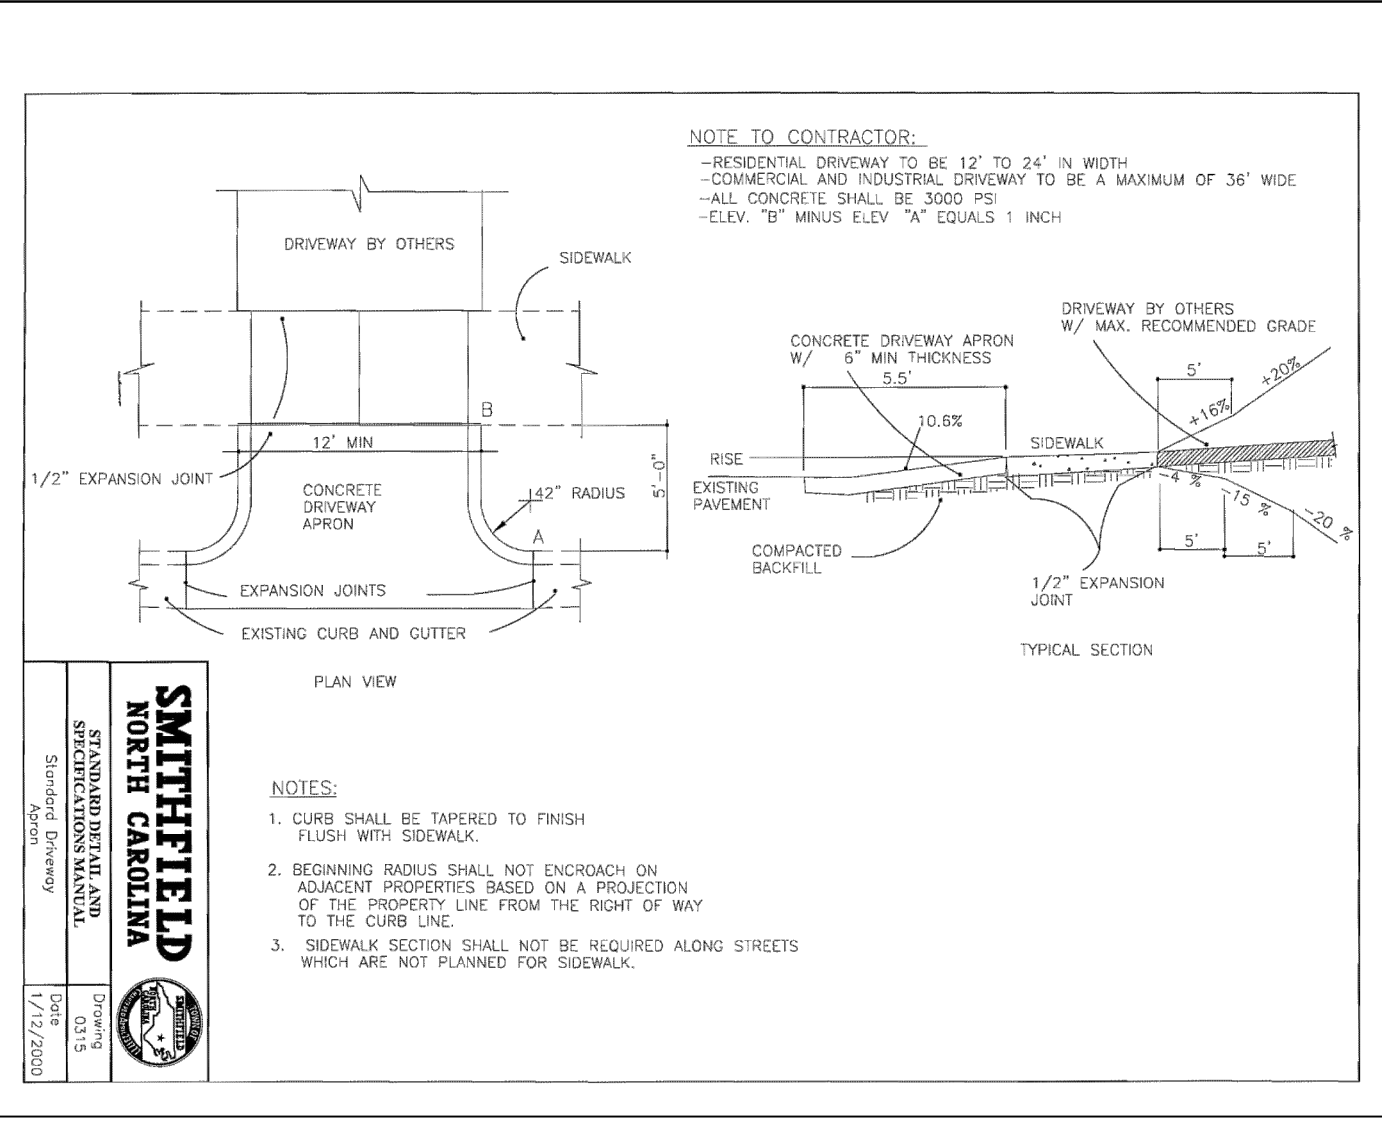 NOTE TO CONTRACTOR:
-RESIDENTIAL DRIVEWAY TO BE 12' TO 24' IN WIDTH
-COMMERCIAL AND INDUSTRIAL DRIVEWAY TO BE A MAXIMUM OF 36' WIDE
-ALL CONCRETE SHALL BE 3000 PSI
-ELEV. "B" MINUS ELEV "A" EQUALS 1 INCH
DRIVEWAY BY OTHERS
SIDEWALK
B
12' MIN
1/2" EXPANSION JOINT
CONCRETE
DRIVEWAY
APRON
42" RADIUS
5'-0"
A
EXPANSION JOINTS
EXISTING CURB AND GUTTER
PLAN VIEW
DRIVEWAY BY OTHERS
W/ MAX. RECOMMENDED GRADE
CONCRETE DRIVEWAY APRON
W/ 6" MIN THICKNESS
5.5'
5'
+20%
+16%
10.6%
SIDEWALK
RISE
EXISTING
PAVEMENT
-4 %
-15 %
-20 %
5'
5'
COMPACTED
BACKFILL
1/2" EXPANSION
JOINT
TYPICAL SECTION
NOTES:
1. CURB SHALL BE TAPERED TO FINISH
FLUSH WITH SIDEWALK.
2. BEGINNING RADIUS SHALL NOT ENCROACH ON
ADJACENT PROPERTIES BASED ON A PROJECTION
OF THE PROPERTY LINE FROM THE RIGHT OF WAY
TO THE CURB LINE.
3. SIDEWALK SECTION SHALL NOT BE REQUIRED ALONG STREETS
WHICH ARE NOT PLANNED FOR SIDEWALK.
SMITHFIELD
NORTH CAROLINA
STANDARD DETAIL AND
SPECIFICATIONS MANUAL
Standard Driveway
Apron
Drawing
0315
Date
1/12/2000
TOWN OF
SMITHFIELD
NORTH
CAROLINA